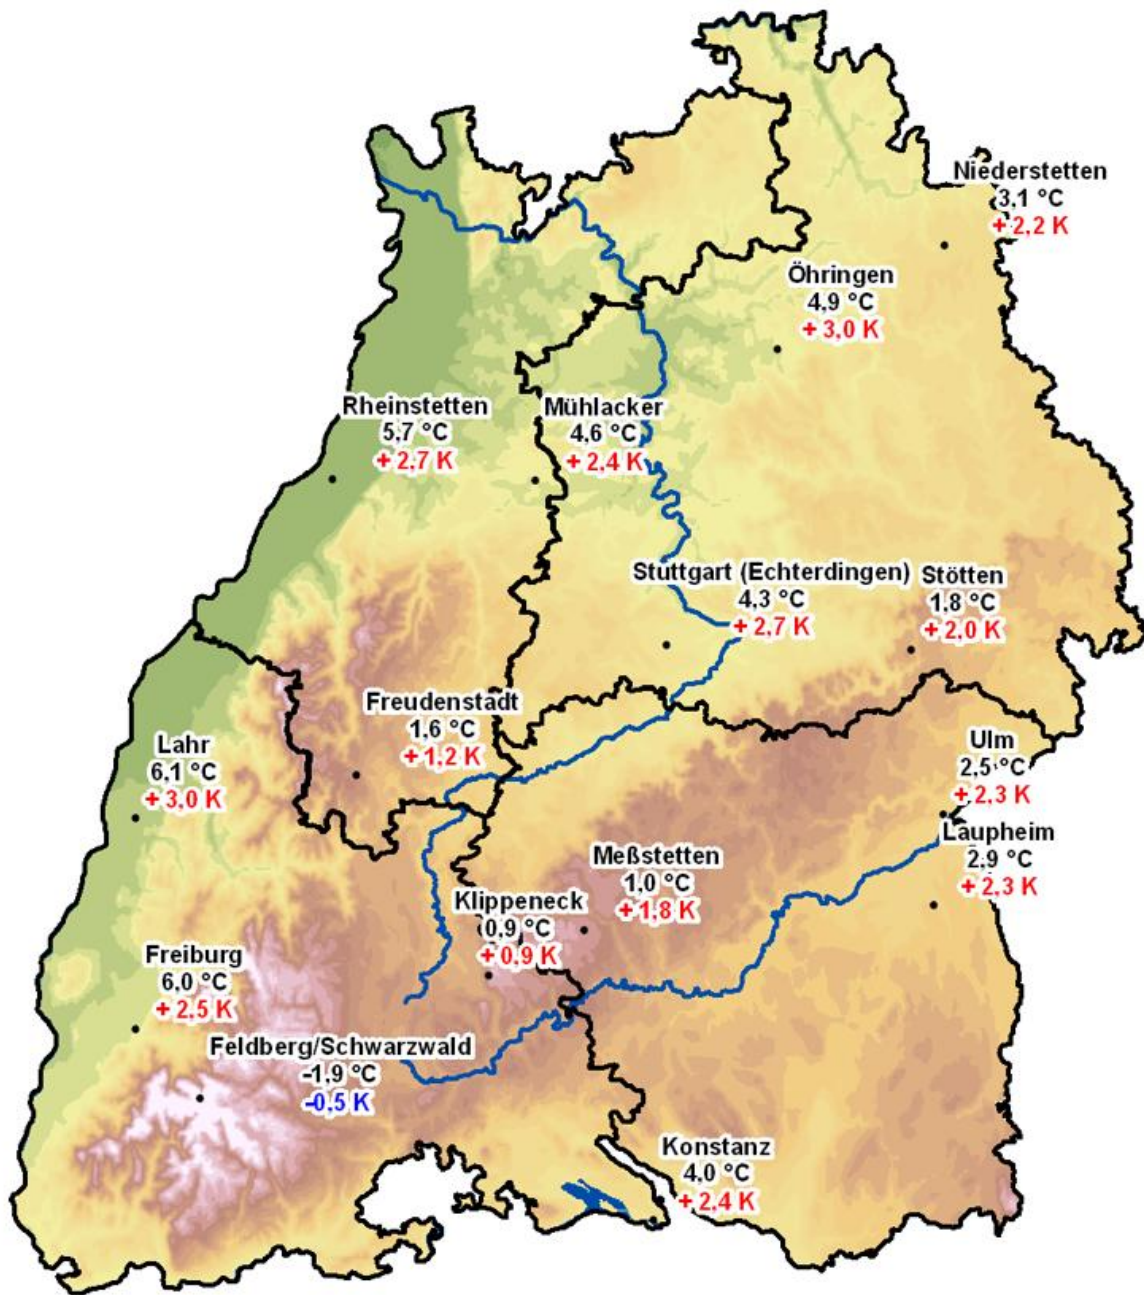 Niederstetten
3,1 °C
+ 2,2 K
Öhringen
4,9 °C
+ 3,0 K
Rheinstetten
5,7 °C
+ 2,7 K
Mühlacker
4,6 °C
+ 2,4 K
Stuttgart (Echterdingen)
4,3 °C
+ 2,7 K
Stötten
1,8 °C
+ 2,0 K
Freudenstadt
1,6 °C
+ 1,2 K
Lahr
6,1 °C
+ 3,0 K
Ulm
2,5 °C
+ 2,3 K
Laupheim
2,9 °C
+ 2,3 K
Meßstetten
1,0 °C
+ 1,8 K
Klippeneck
0,9 °C
+ 0,9 K
Freiburg
6,0 °C
+ 2,5 K
Feldberg/Schwarzwald
-1,9 °C
-0,5 K
Konstanz
4,0 °C
+ 2,4 K